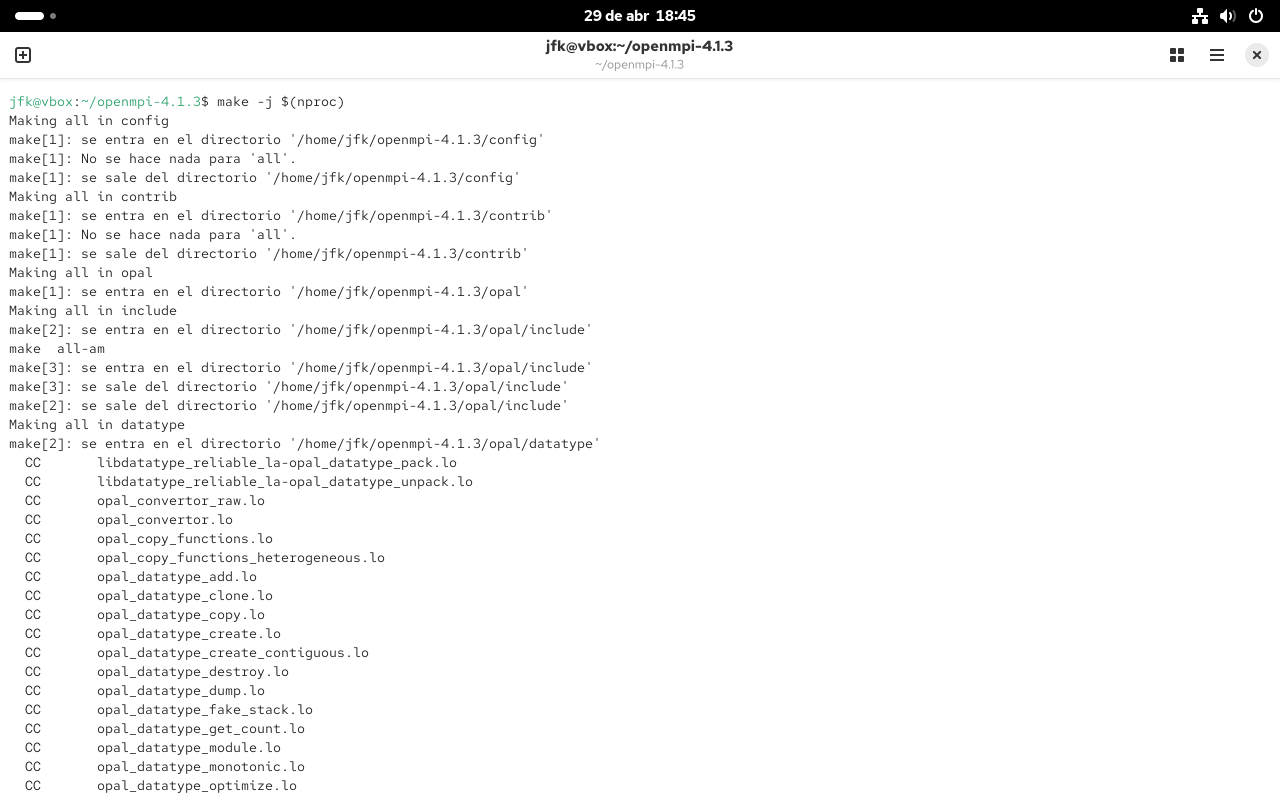 29 de abr 18:45
jfk@vbox:~/openmpi-4.1.3
~/openmpi-4.1.3
jfk@vbox:~/openmpi-4.1.3$ make -j $(nproc)
Making all in config
make[1]: se entra en el directorio '/home/jfk/openmpi-4.1.3/config'
make[1]: No se hace nada para 'all'.
make[1]: se sale del directorio '/home/jfk/openmpi-4.1.3/config'
Making all in contrib
make[1]: se entra en el directorio '/home/jfk/openmpi-4.1.3/contrib'
make[1]: No se hace nada para 'all'.
make[1]: se sale del directorio '/home/jfk/openmpi-4.1.3/contrib'
Making all in opal
make[1]: se entra en el directorio '/home/jfk/openmpi-4.1.3/opal'
Making all in include
make[2]: se entra en el directorio '/home/jfk/openmpi-4.1.3/opal/include'
make  all-am
make[3]: se entra en el directorio '/home/jfk/openmpi-4.1.3/opal/include'
make[3]: se sale del directorio '/home/jfk/openmpi-4.1.3/opal/include'
make[2]: se sale del directorio '/home/jfk/openmpi-4.1.3/opal/include'
Making all in datatype
make[2]: se entra en el directorio '/home/jfk/openmpi-4.1.3/opal/datatype'
  CC       libdatatype_reliable_la-opal_datatype_pack.lo
  CC       libdatatype_reliable_la-opal_datatype_unpack.lo
  CC       opal_convertor_raw.lo
  CC       opal_convertor.lo
  CC       opal_copy_functions.lo
  CC       opal_copy_functions_heterogeneous.lo
  CC       opal_datatype_add.lo
  CC       opal_datatype_clone.lo
  CC       opal_datatype_copy.lo
  CC       opal_datatype_create.lo
  CC       opal_datatype_create_contiguous.lo
  CC       opal_datatype_destroy.lo
  CC       opal_datatype_dump.lo
  CC       opal_datatype_fake_stack.lo
  CC       opal_datatype_get_count.lo
  CC       opal_datatype_module.lo
  CC       opal_datatype_monotonic.lo
  CC       opal_datatype_optimize.lo